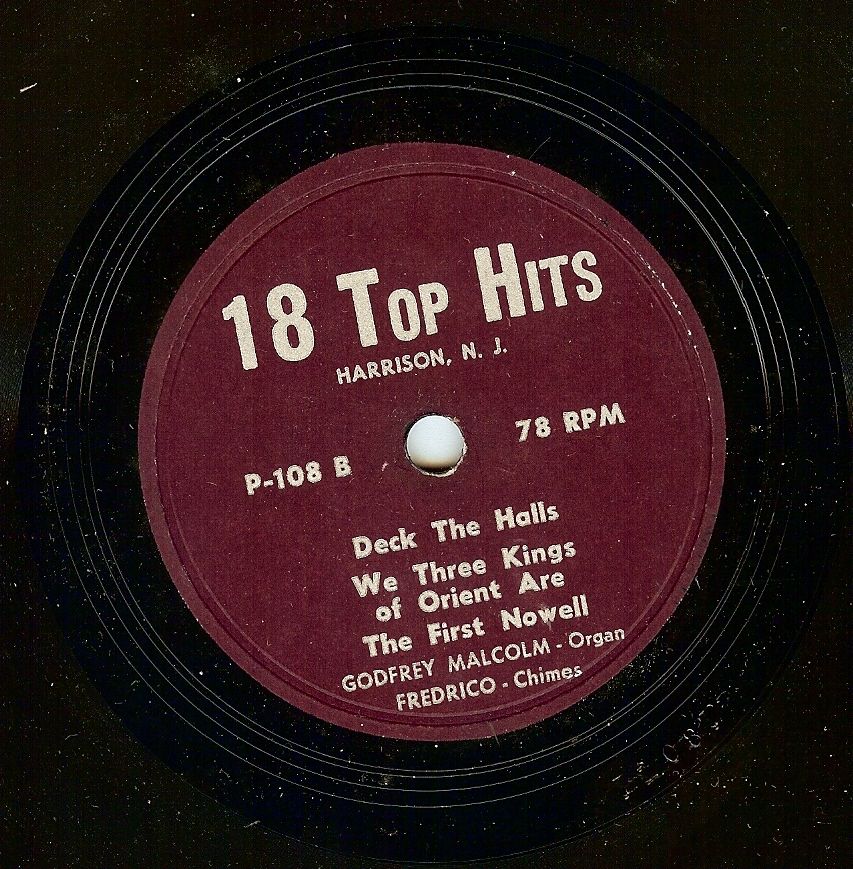 18 TOP HITS
HARRISON, N. J.
78 RPM
P-108 B
Deck The Halls
We Three Kings
of Orient Are
The First Nowell
GODFREY MALCOLM - Organ
FREDRICO - Chimes